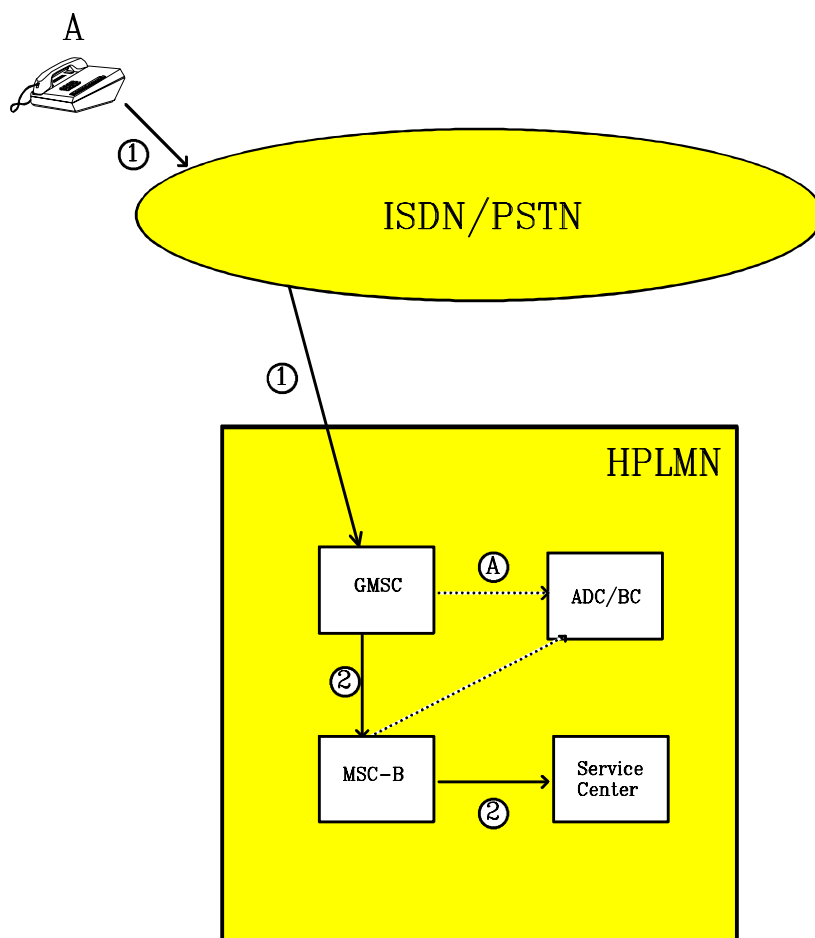 A
①
ISDN/PSTN
①
HPLMN
GMSC
Ⓐ
ADC/BC
②
MSC-B
②
Service
Center